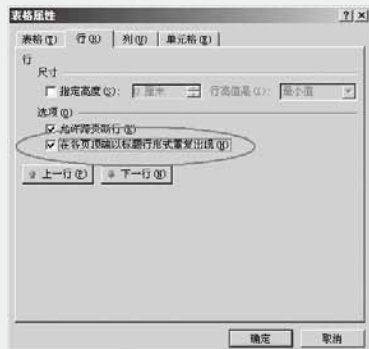 表格属性
表格(T) 行(R) 列(U) 单元格(E)
行
尺寸
指定高度(S): 0 厘米 行高值是(I): 最小值
选项(O)
允许跨页断行(K)
在各页顶端以标题行形式重复出现(H)
上一行(P) 下一行(N)
确定 取消